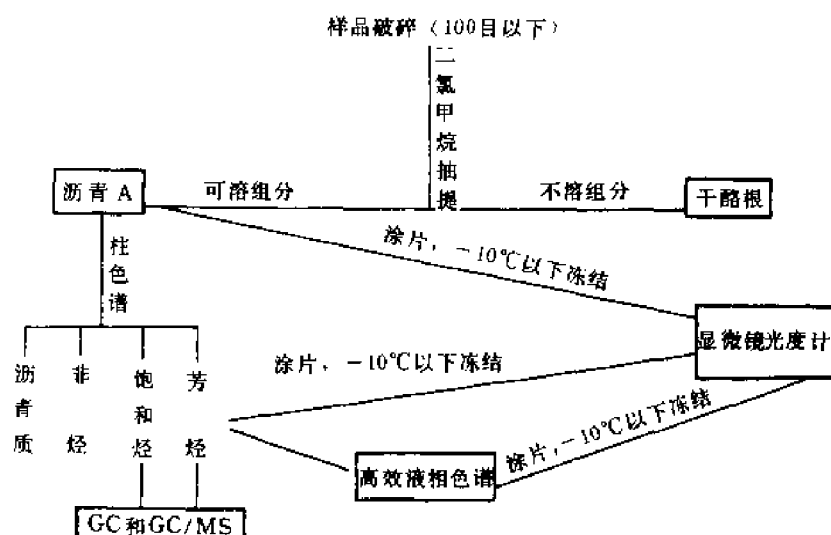 样品破碎（100目以下）
二氯甲烷抽提
沥青A
可溶组分
不溶组分
干酪根
涂片，－10℃以下冻结
柱色谱
显微镜光度计
涂片，－10℃以下冻结
沥青质
非烃
饱和烃
芳烃
涂片，－10℃以下冻结
高效液相色谱
GC和GC/MS